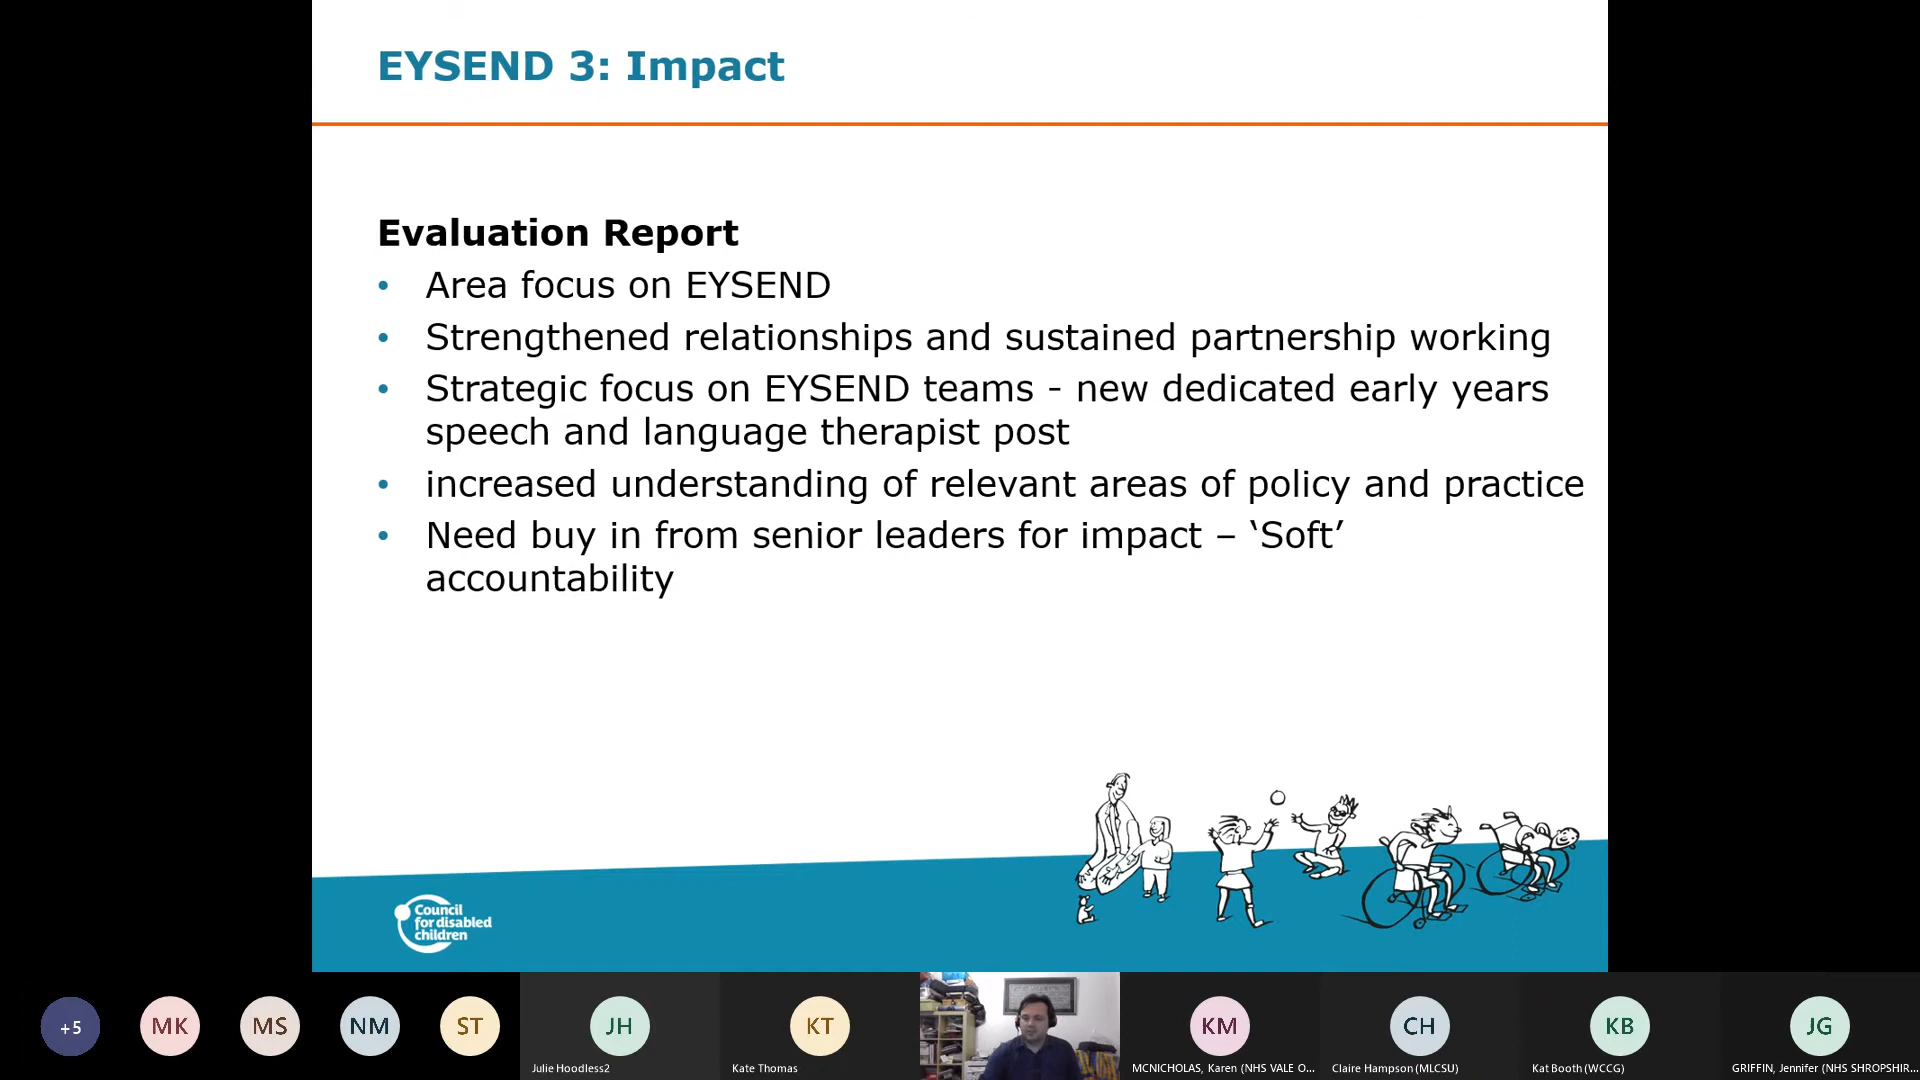 EYSEND 3: Impact
Evaluation Report
• Area focus on EYSEND
• Strengthened relationships and sustained partnership working
• Strategic focus on EYSEND teams - new dedicated early years
speech and language therapist post
• increased understanding of relevant areas of policy and practice
• Need buy in from senior leaders for impact – ‘Soft’
accountability
Council
for disabled
children
+5
MK
MS
NM
ST
JH
KT
KM
CH
KB
JG
Julie Hoodless2
Kate Thomas
MCNICHOLAS, Karen (NHS VALE O...
Claire Hampson (MLCSU)
Kat Booth (WCCG)
GRIFFIN, Jennifer (NHS SHROPSHIR...